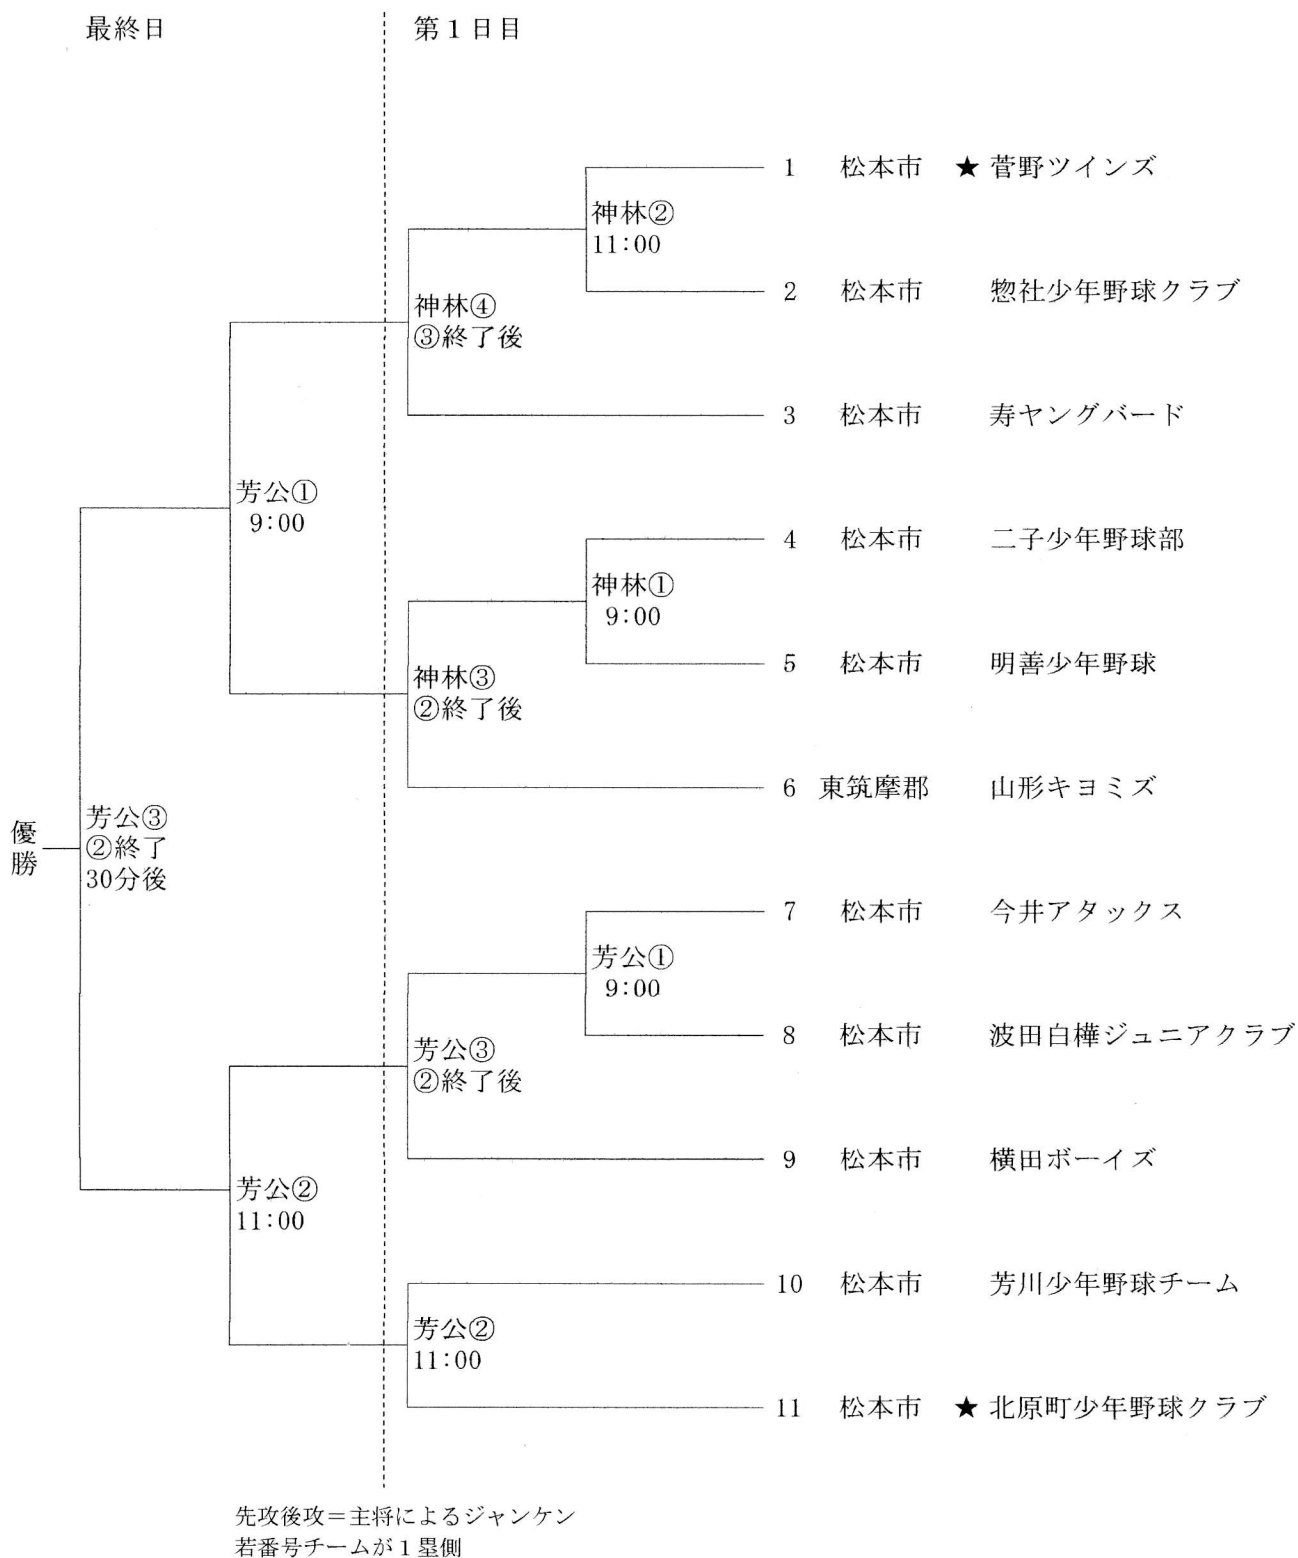 最終日
第１日目
1 松本市 ★ 菅野ツインズ
神林②
11:00
2 松本市 惣社少年野球クラブ
神林④
③終了後
3 松本市 寿ヤングバード
芳公①
9:00
4 松本市 二子少年野球部
神林①
9:00
5 松本市 明善少年野球
神林③
②終了後
6 東筑摩郡 山形キヨミズ
優勝
芳公③
②終了
30分後
7 松本市 今井アタックス
芳公①
9:00
8 松本市 波田白樺ジュニアクラブ
芳公③
②終了後
9 松本市 横田ボーイズ
芳公②
11:00
10 松本市 芳川少年野球チーム
芳公②
11:00
11 松本市 ★ 北原町少年野球クラブ
先攻後攻＝主将によるジャンケン
若番号チームが１塁側